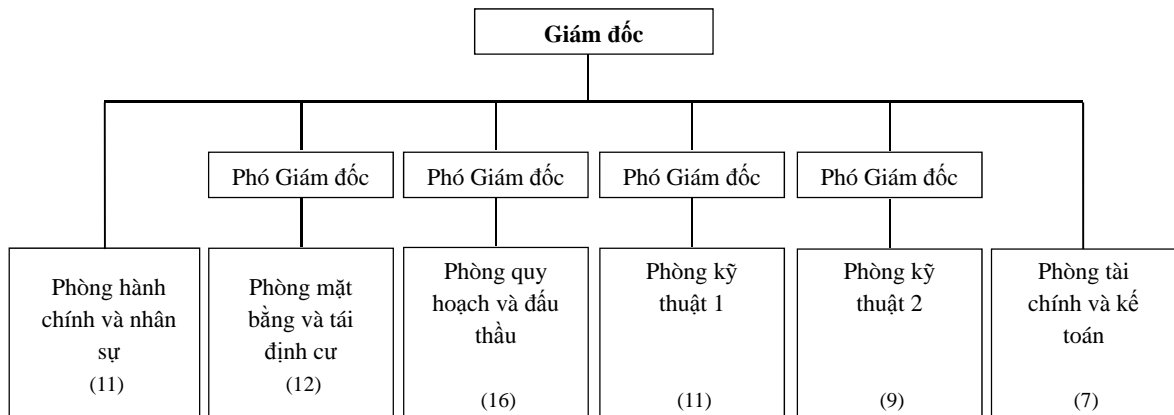 Giám đốc
Phó Giám đốc
Phó Giám đốc
Phó Giám đốc
Phó Giám đốc
Phòng hành
chính và nhân
sự
(11)
Phòng mặt
bằng và tái
định cư
(12)
Phòng quy
hoạch và đấu
thầu
(16)
Phòng kỹ
thuật 1
(11)
Phòng kỹ
thuật 2
(9)
Phòng tài
chính và kế
toán
(7)